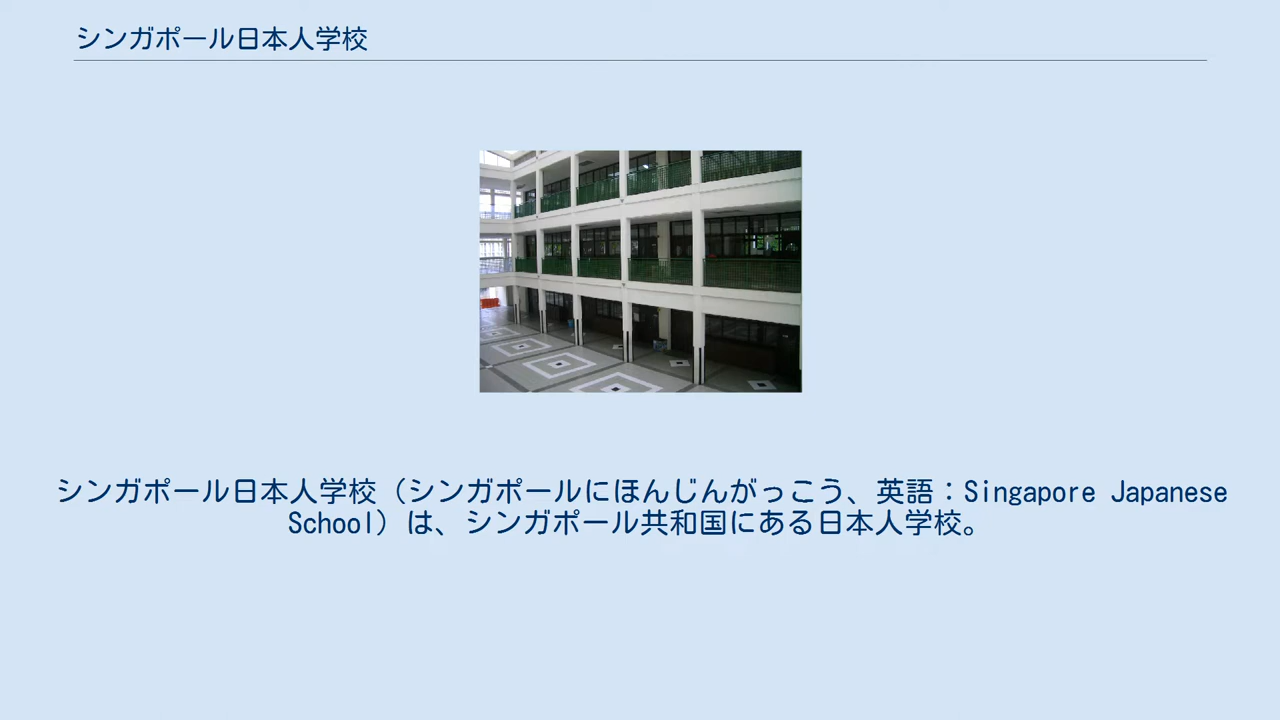 シンガポール日本人学校
シンガポール日本人学校（シンガポールにほんじんがっこう、英語：Singapore Japanese
School）は、シンガポール共和国にある日本人学校。